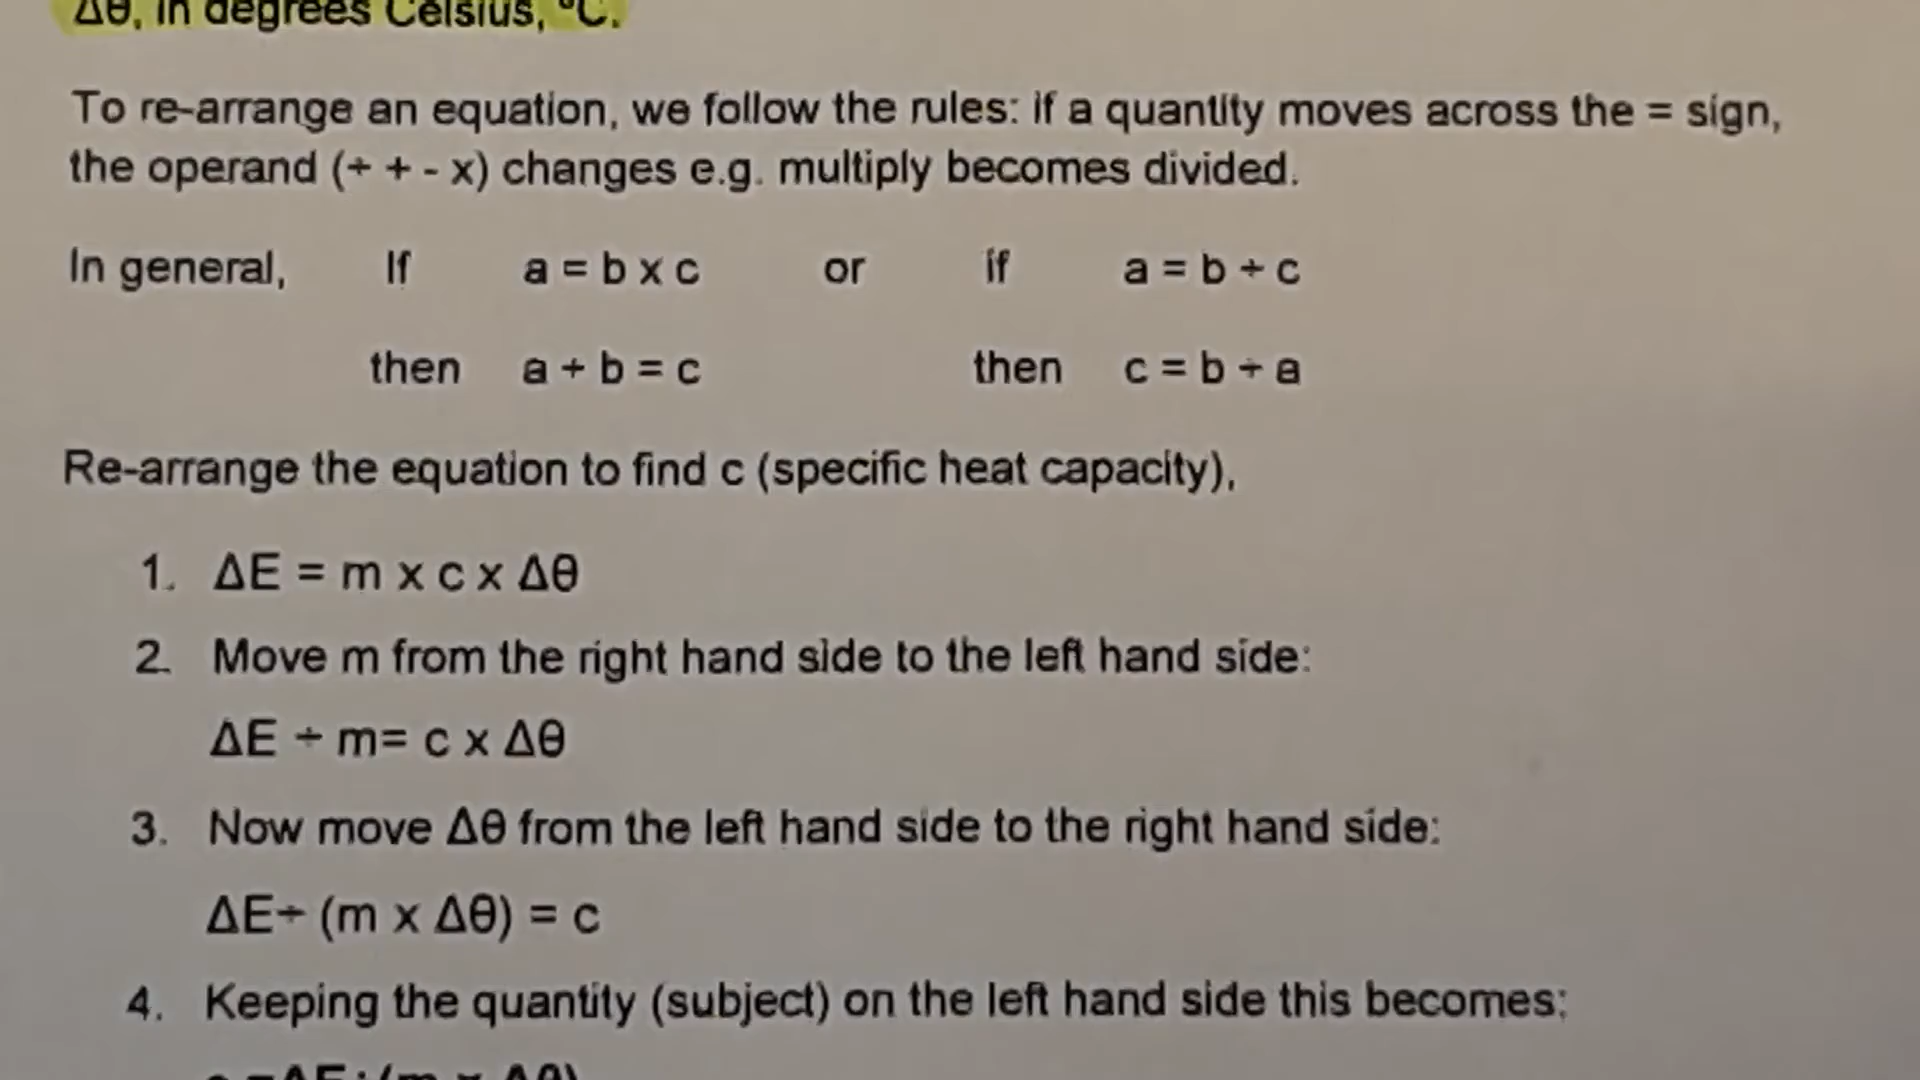 Δθ, in degrees Celsius, °C.
To re-arrange an equation, we follow the rules: if a quantity moves across the = sign,
the operand (÷ + - x) changes e.g. multiply becomes divided.
In general, If a = b x c or if a = b ÷ c
then a ÷ b = c then c = b ÷ a
Re-arrange the equation to find c (specific heat capacity),
1. ΔE = m x c x Δθ
2. Move m from the right hand side to the left hand side:
ΔE ÷ m= c x Δθ
3. Now move Δθ from the left hand side to the right hand side:
ΔE÷ (m x Δθ) = c
4. Keeping the quantity (subject) on the left hand side this becomes:
c =ΔE÷(m x Δθ)